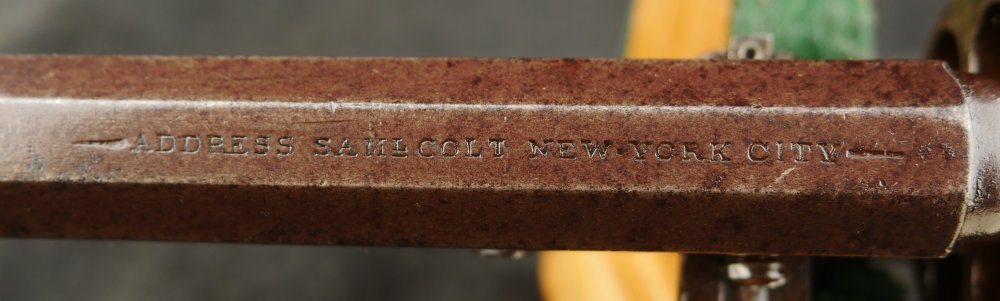 —ADDRESS SAMˡ COLT NEW·YORK CITY—